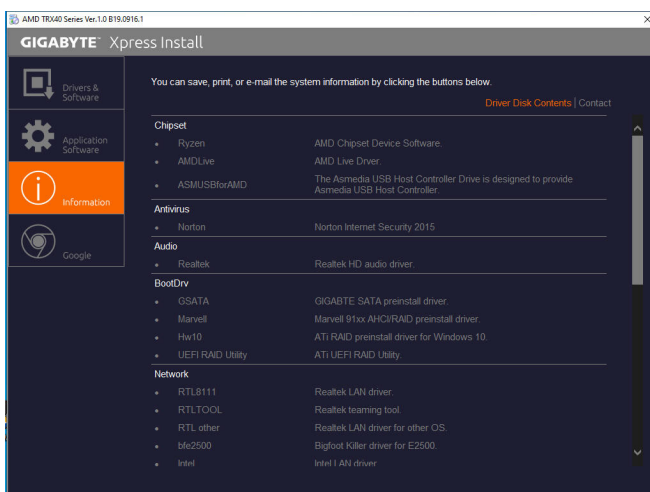 AMD TRX40 Series Ver.1.0 B19.0916.1
GIGABYTE™ Xpress Install
Drivers &
Software
Application
Software
Information
Google
You can save, print, or e-mail the system information by clicking the buttons below.
Driver Disk Contents | Contact
Chipset
• Ryzen AMD Chipset Device Software.
• AMDLive AMD Live Drver.
• ASMUSBforAMD The Asmedia USB Host Controller Drive is designed to provide
Asmedia USB Host Controller.
Antivirus
• Norton Norton Internet Security 2015
Audio
• Realtek Realtek HD audio driver.
BootDrv
• GSATA GIGABTE SATA preinstall driver.
• Marvell Marvell 91xx AHCI/RAID preinstall driver.
• Hw10 ATi RAID preinstall driver for Windows 10.
• UEFI RAID Utility ATi UEFI RAID Utility.
Network
• RTL8111 Realtek LAN driver.
• RTLTOOL Realtek teaming tool.
• RTL other Realtek LAN driver for other OS.
• bfe2500 Bigfoot Killer driver for E2500.
• Intel Intel LAN driver